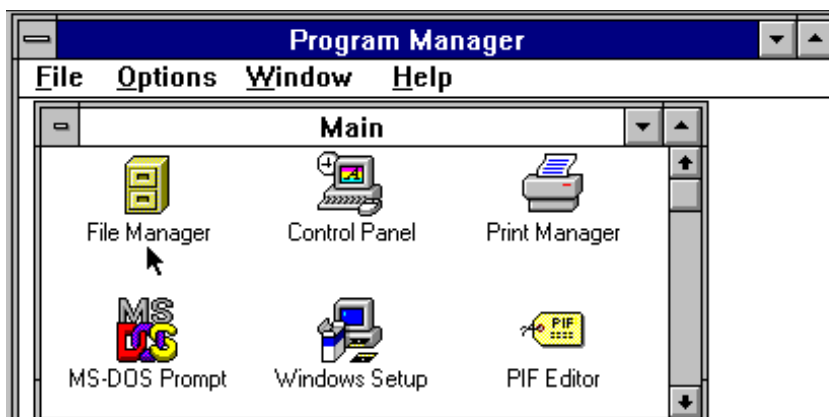 Program Manager
File Options Window Help
Main
File Manager Control Panel Print Manager
MS DOS PIF
MS-DOS Prompt Windows Setup PIF Editor